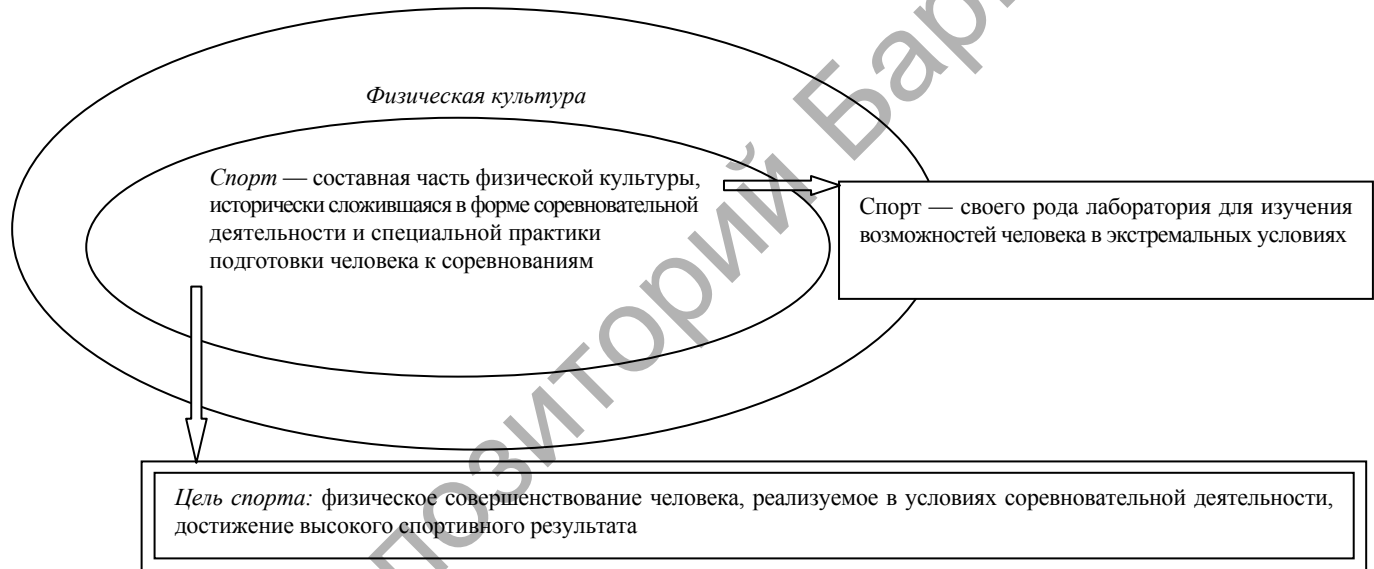 Физическая культура
Спорт — составная часть физической культуры,
исторически сложившаяся в форме соревновательной
деятельности и специальной практики
подготовки человека к соревнованиям
Спорт — своего рода лаборатория для изучения
возможностей человека в экстремальных условиях
Цель спорта: физическое совершенствование человека, реализуемое в условиях соревновательной деятельности,
достижение высокого спортивного результата